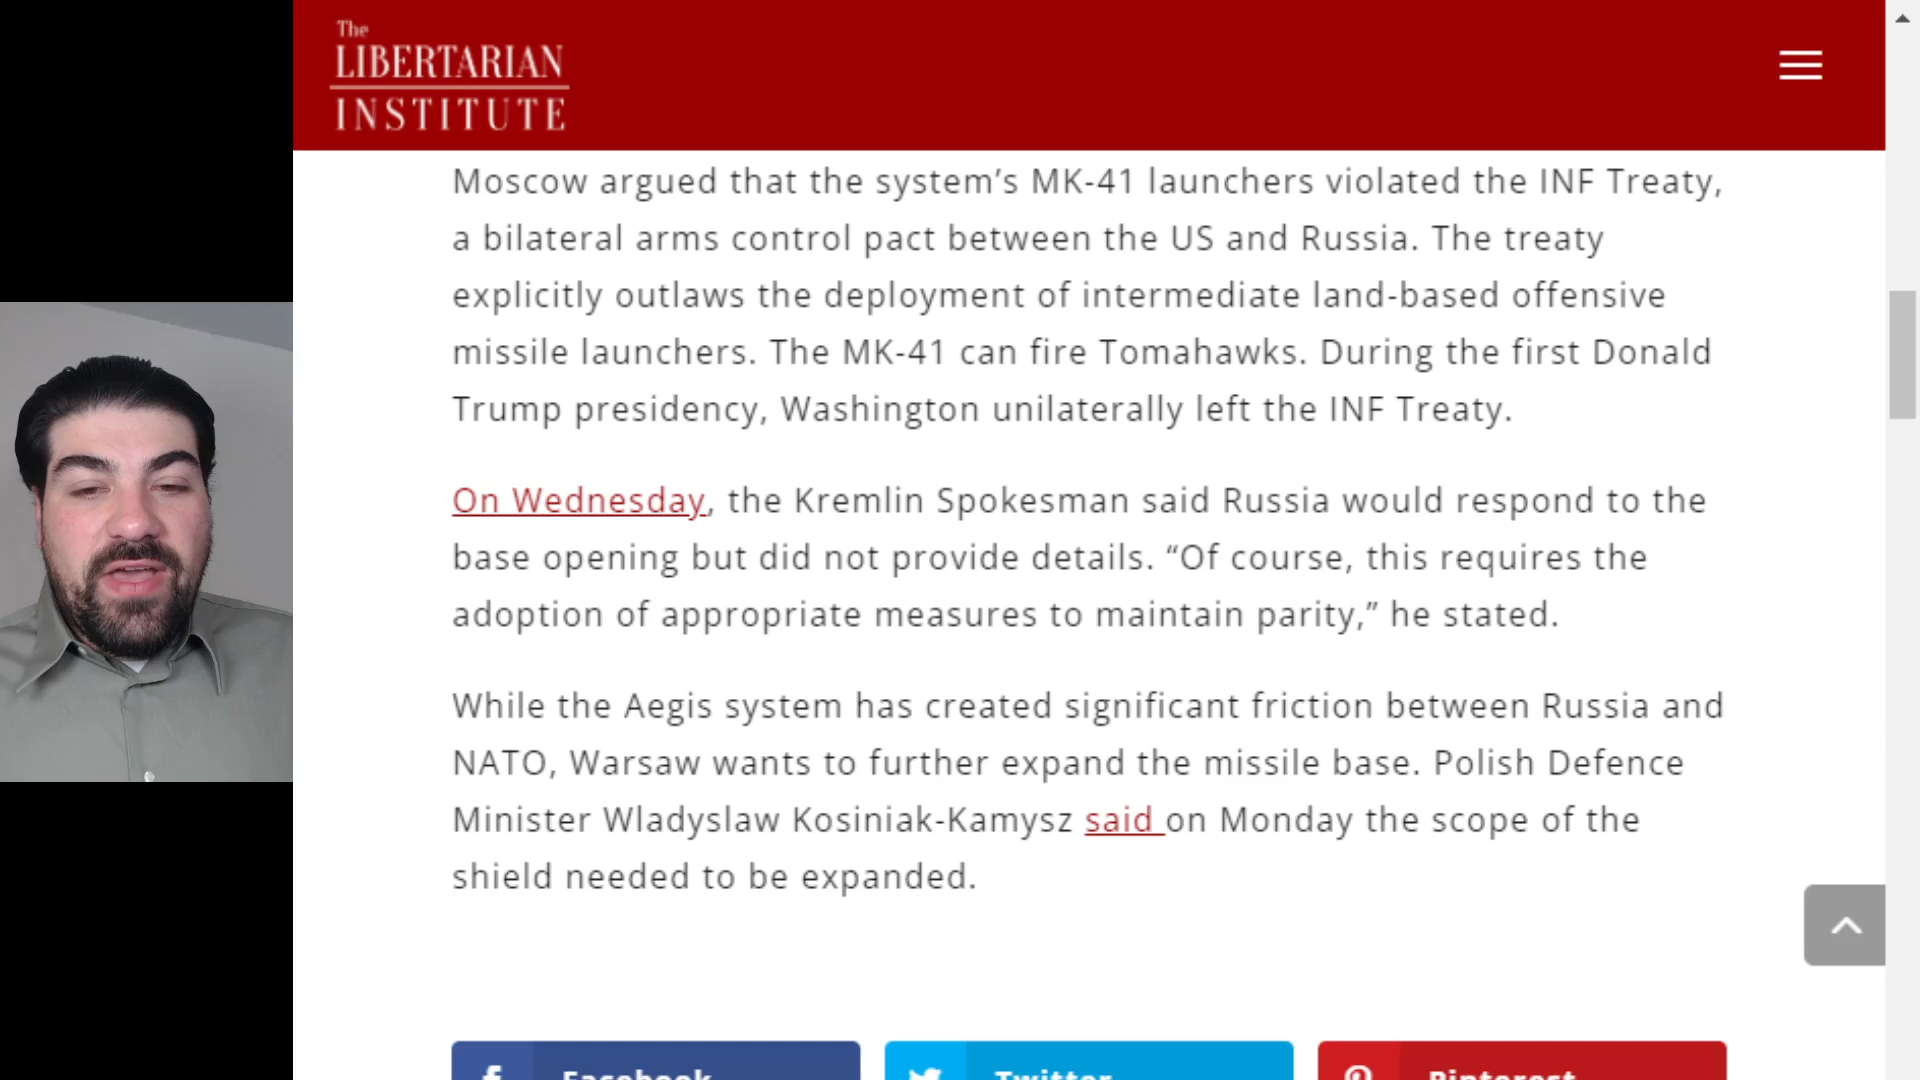 The
LIBERTARIAN
INSTITUTE
Moscow argued that the system’s MK-41 launchers violated the INF Treaty,
a bilateral arms control pact between the US and Russia. The treaty
explicitly outlaws the deployment of intermediate land-based offensive
missile launchers. The MK-41 can fire Tomahawks. During the first Donald
Trump presidency, Washington unilaterally left the INF Treaty.
On Wednesday, the Kremlin Spokesman said Russia would respond to the
base opening but did not provide details. “Of course, this requires the
adoption of appropriate measures to maintain parity,” he stated.
While the Aegis system has created significant friction between Russia and
NATO, Warsaw wants to further expand the missile base. Polish Defence
Minister Wladyslaw Kosiniak-Kamysz said on Monday the scope of the
shield needed to be expanded.
Facebook
Twitter
Pinterest